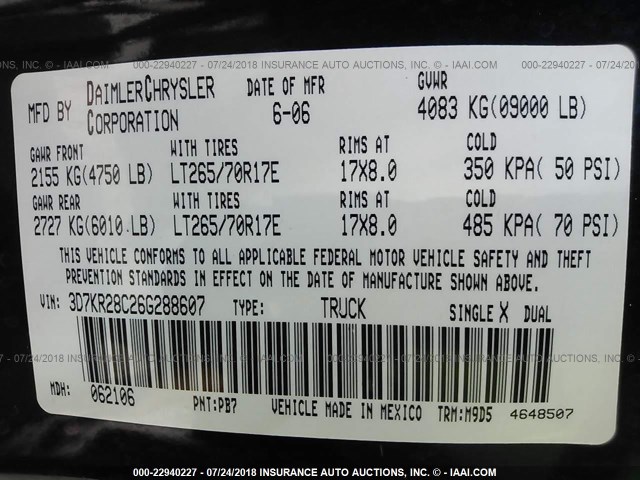 000-22940227 - 07/24/2018 INSURANCE AUTO AUCTIONS, INC. - IAAI.COM
MFD BY DAIMLERCHRYSLER CORPORATION DATE OF MFR 6-06 GVWR 4083 KG(09000 LB)
GAWR FRONT WITH TIRES RIMS AT COLD
2155 KG(4750 LB) LT265/70R17E 17X8.0 350 KPA( 50 PSI)
GAWR REAR WITH TIRES RIMS AT COLD
2727 KG(6010 LB) LT265/70R17E 17X8.0 485 KPA( 70 PSI)
THIS VEHICLE CONFORMS TO ALL APPLICABLE FEDERAL MOTOR VEHICLE SAFETY AND THEFT
PREVENTION STANDARDS IN EFFECT ON THE DATE OF MANUFACTURE SHOWN ABOVE.
VIN: 3D7KR28C26G288607 TYPE: TRUCK SINGLE X DUAL
MDH: 062106 PNT:PB7 VEHICLE MADE IN MEXICO TRM:M9D5 4648507
000-22940227 - 07/24/2018 INSURANCE AUTO AUCTIONS, INC. - IAAI.COM